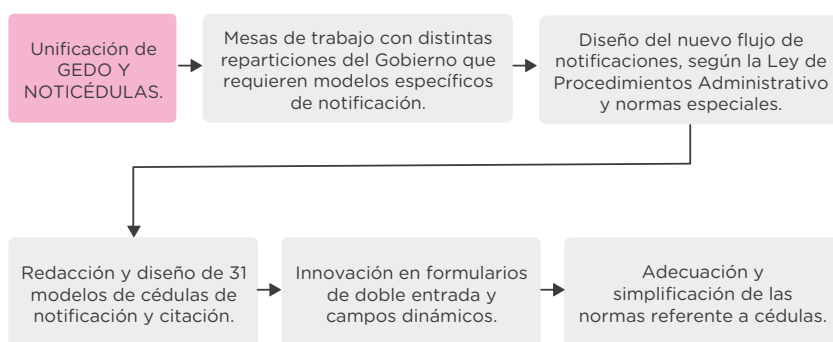 Unificación de
GEDO Y
NOTICÉDULAS.
Mesas de trabajo con distintas
reparticiones del Gobierno que
requieren modelos específicos
de notificación.
Diseño del nuevo flujo de
notificaciones, según la Ley de
Procedimientos Administrativo
y normas especiales.
Redacción y diseño de 31
modelos de cédulas de
notificación y citación.
Innovación en formularios
de doble entrada y
campos dinámicos.
Adecuación y
simplificación de las
normas referente a cédulas.